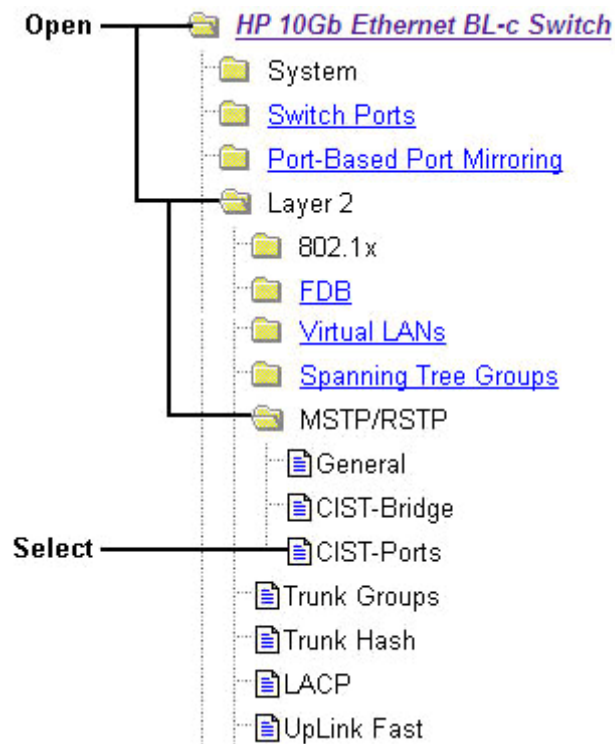 Open HP 10Gb Ethernet BL-c Switch
System
Switch Ports
Port-Based Port Mirroring
Layer 2
802.1x
FDB
Virtual LANs
Spanning Tree Groups
MSTP/RSTP
General
CIST-Bridge
Select CIST-Ports
Trunk Groups
Trunk Hash
LACP
UpLink Fast